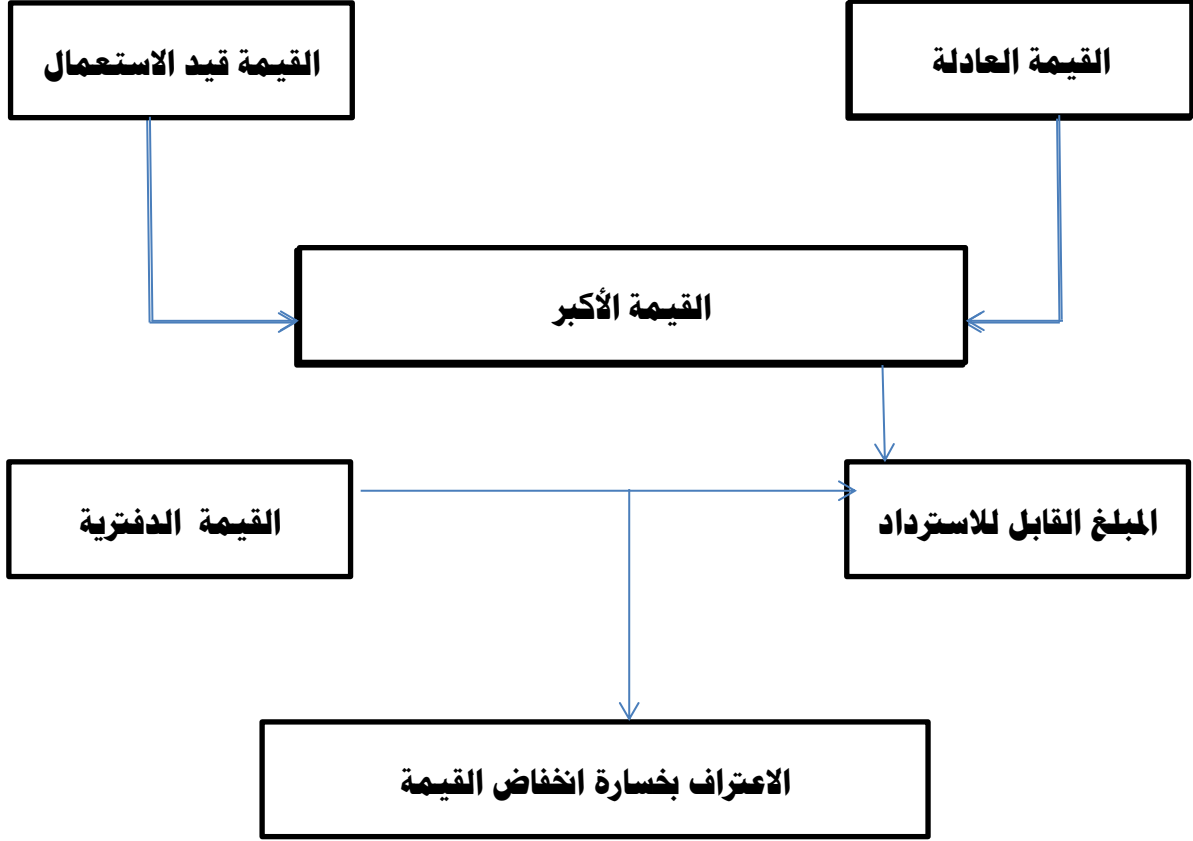 القيمة العادلة
القيمة قيد الاستعمال
القيمة الأكبر
المبلغ القابل للاسترداد
القيمة الدفترية
الاعتراف بخسارة انخفاض القيمة